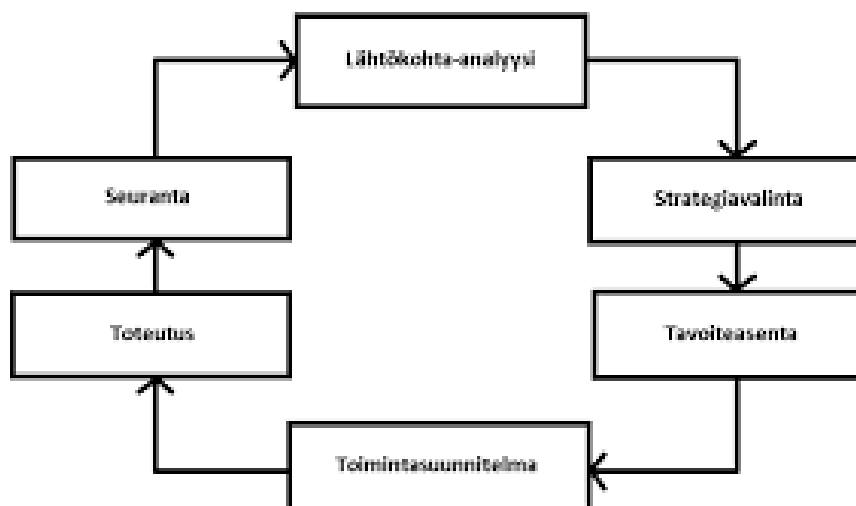 Lähtökohta-analyysi
Seuranta
Strategiavalinta
Toteutus
Tavoiteasenta
Toimintasuunnitelma